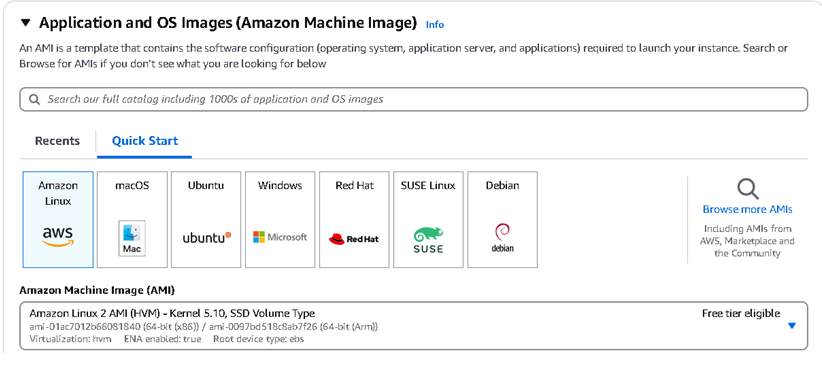 Application and OS Images (Amazon Machine Image) Info
An AMI is a template that contains the software configuration (operating system, application server, and applications) required to launch your instance. Search or
Browse for AMIs if you don't see what you are looking for below
Search our full catalog including 1000s of application and OS images
Recents
Quick Start
Amazon
Linux
aws
macOS
Mac
Ubuntu
ubuntu
Windows
Microsoft
Red Hat
Red Hat
SUSE Linux
SUSE
Debian
debian
Browse more AMIs
Including AMIs from
AWS, Marketplace and
the Community
Amazon Machine Image (AMI)
Amazon Linux 2 AMI (HVM) - Kernel 5.10, SSD Volume Type
Free tier eligible
ami-01ac7012b66081840 (64-bit (x86)) / ami-0097bd518c8ab7f26 (64-bit (Arm))
Virtualization: hvm ENA enabled: true Root device type: ebs